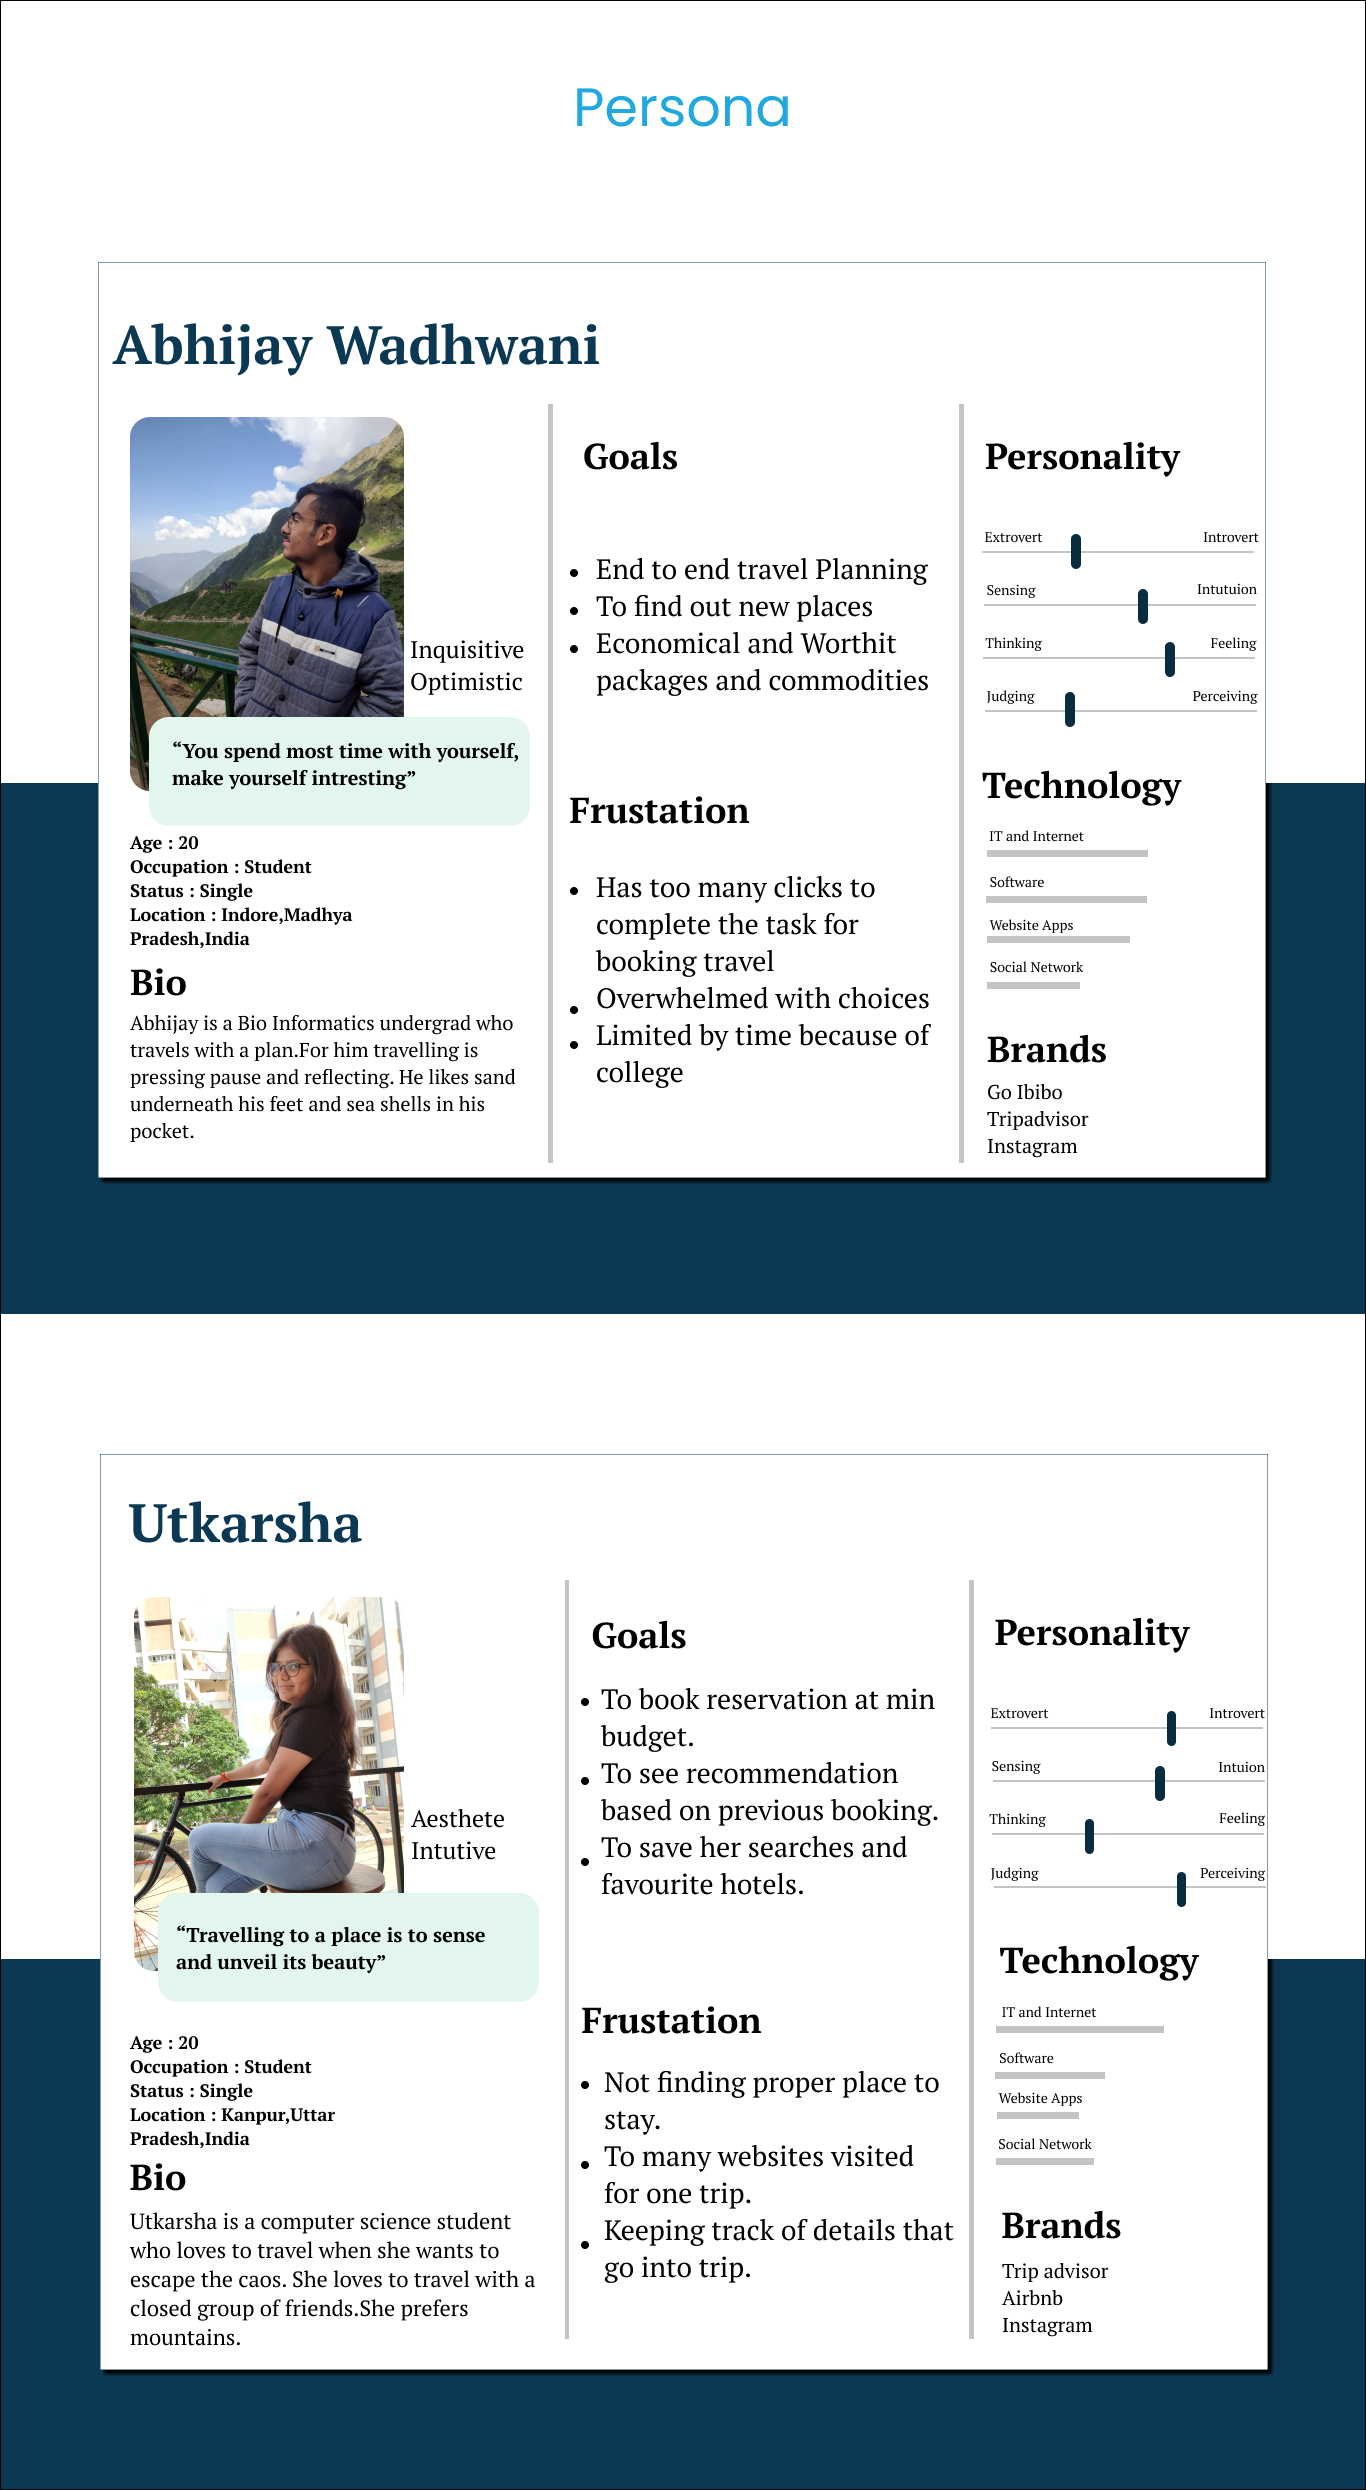 Persona
Abhijay Wadhwani
Inquisitive
Optimistic
“You spend most time with yourself,
make yourself intresting”
Age : 20
Occupation : Student
Status : Single
Location : Indore,Madhya
Pradesh,India
Bio
Abhijay is a Bio Informatics undergrad who
travels with a plan.For him travelling is
pressing pause and reflecting. He likes sand
underneath his feet and sea shells in his
pocket.
Goals
• End to end travel Planning
• To find out new places
• Economical and Worthit
packages and commodities
Frustation
• Has too many clicks to
complete the task for
booking travel
• Overwhelmed with choices
• Limited by time because of
college
Personality
Extrovert Introvert
Sensing Intutuion
Thinking Feeling
Judging Perceiving
Technology
IT and Internet
Software
Website Apps
Social Network
Brands
Go Ibibo
Tripadvisor
Instagram
Utkarsha
Aesthete
Intutive
“Travelling to a place is to sense
and unveil its beauty”
Age : 20
Occupation : Student
Status : Single
Location : Kanpur,Uttar
Pradesh,India
Bio
Utkarsha is a computer science student
who loves to travel when she wants to
escape the caos. She loves to travel with a
closed group of friends.She prefers
mountains.
Goals
• To book reservation at min
budget.
• To see recommendation
based on previous booking.
• To save her searches and
favourite hotels.
Frustation
• Not finding proper place to
stay.
• To many websites visited
for one trip.
• Keeping track of details that
go into trip.
Personality
Extrovert Introvert
Sensing Intuion
Thinking Feeling
Judging Perceiving
Technology
IT and Internet
Software
Website Apps
Social Network
Brands
Trip advisor
Airbnb
Instagram